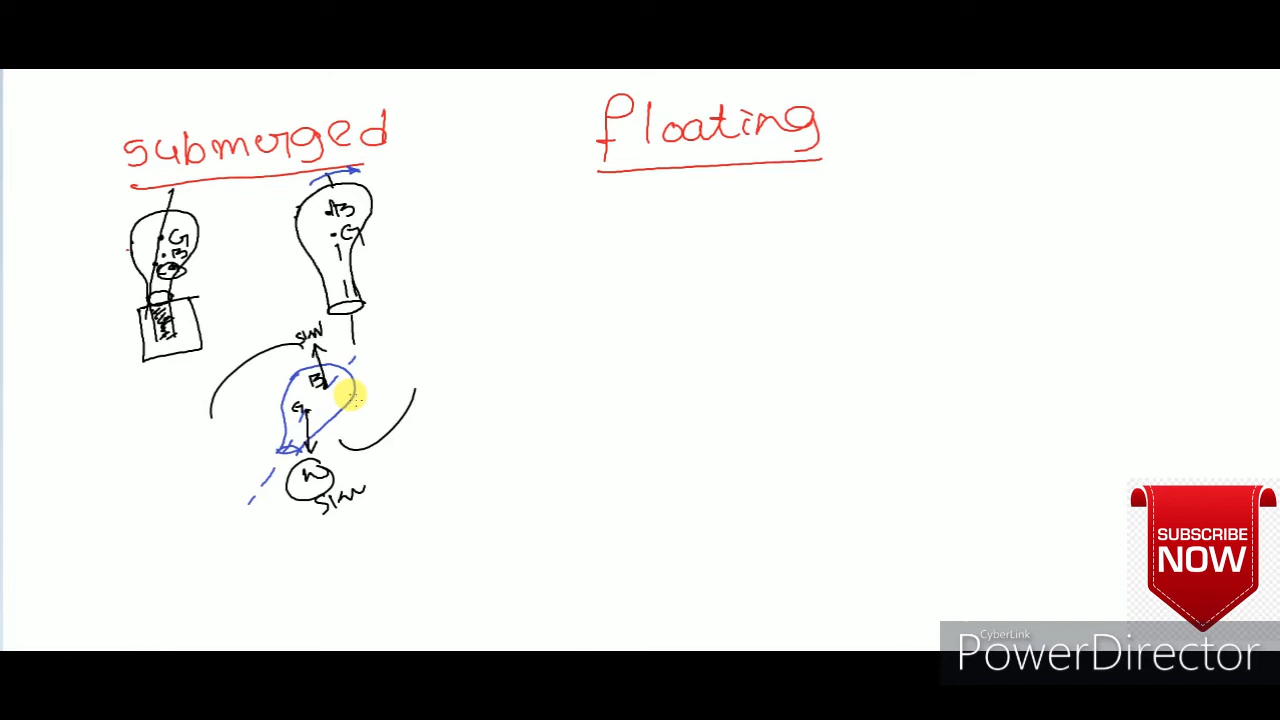 submerged
floating
B
G
G
B
B
G
W
SUBSCRIBE
NOW
CyberLink
PowerDirector